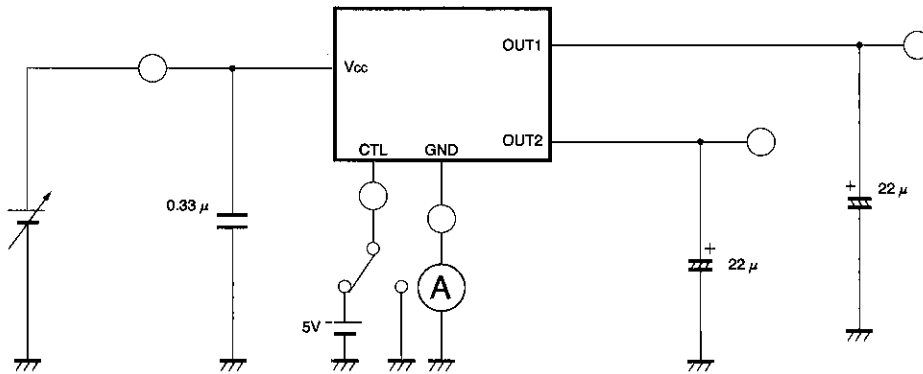 OUT1
Vcc
OUT2
CTL
GND
0.33 μ
+
22 μ
+
22 μ
A
5V